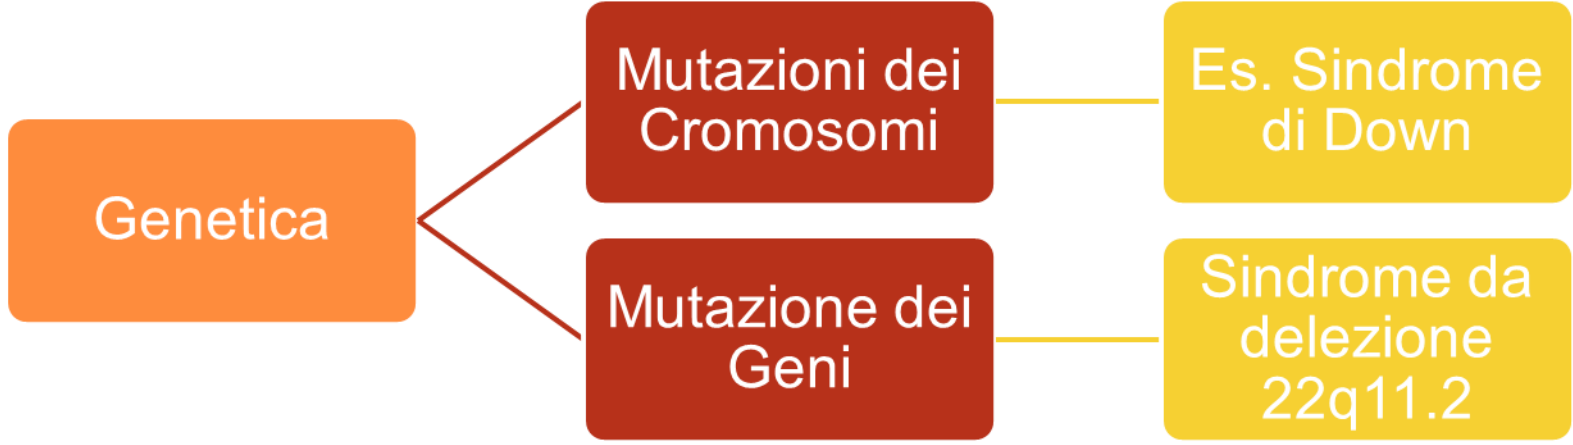 Genetica
Mutazioni dei
Cromosomi
Es. Sindrome
di Down
Mutazione dei
Geni
Sindrome da
delezione
22q11.2